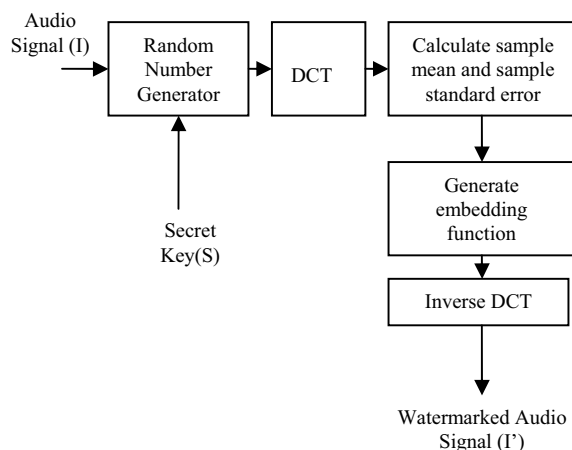 Audio
Signal (I)
Random
Number
Generator
DCT
Calculate sample
mean and sample
standard error
Secret
Key(S)
Generate
embedding
function
Inverse DCT
Watermarked Audio
Signal (I’)